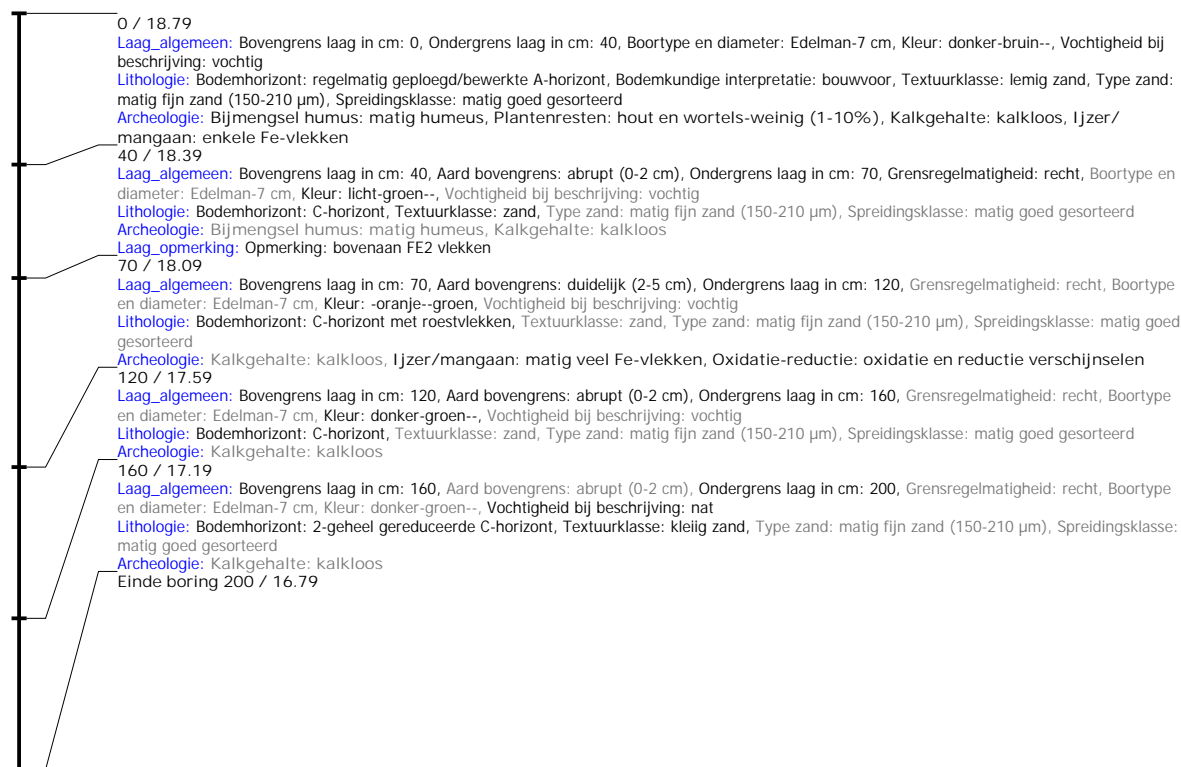 0 / 18.79
Laag_algemeen: Bovengrens laag in cm: 0, Ondergrens laag in cm: 40, Boortype en diameter: Edelman-7 cm, Kleur: donker-bruin--, Vochtigheid bij
beschrijving: vochtig
Lithologie: Bodemhorizont: regelmatig geploegd/bewerkte A-horizont, Bodemkundige interpretatie: bouwvoor, Textuurklasse: lemig zand, Type zand:
matig fijn zand (150-210 µm), Spreidingsklasse: matig goed gesorteerd
Archeologie: Bijmengsel humus: matig humeus, Plantenresten: hout en wortels-weinig (1-10%), Kalkgehalte: kalkloos, Ijzer/
mangaan: enkele Fe-vlekken
40 / 18.39
Laag_algemeen: Bovengrens laag in cm: 40, Aard bovengrens: abrupt (0-2 cm), Ondergrens laag in cm: 70, Grensregelmatigheid: recht, Boortype en
diameter: Edelman-7 cm, Kleur: licht-groen--, Vochtigheid bij beschrijving: vochtig
Lithologie: Bodemhorizont: C-horizont, Textuurklasse: zand, Type zand: matig fijn zand (150-210 µm), Spreidingsklasse: matig goed gesorteerd
Archeologie: Bijmengsel humus: matig humeus, Kalkgehalte: kalkloos
Laag_opmerking: Opmerking: bovenaan FE2 vlekken
70 / 18.09
Laag_algemeen: Bovengrens laag in cm: 70, Aard bovengrens: duidelijk (2-5 cm), Ondergrens laag in cm: 120, Grensregelmatigheid: recht, Boortype
en diameter: Edelman-7 cm, Kleur: -oranje--groen, Vochtigheid bij beschrijving: vochtig
Lithologie: Bodemhorizont: C-horizont met roestvlekken, Textuurklasse: zand, Type zand: matig fijn zand (150-210 µm), Spreidingsklasse: matig goed
gesorteerd
Archeologie: Kalkgehalte: kalkloos, Ijzer/mangaan: matig veel Fe-vlekken, Oxidatie-reductie: oxidatie en reductie verschijnselen
120 / 17.59
Laag_algemeen: Bovengrens laag in cm: 120, Aard bovengrens: abrupt (0-2 cm), Ondergrens laag in cm: 160, Grensregelmatigheid: recht, Boortype
en diameter: Edelman-7 cm, Kleur: donker-groen--, Vochtigheid bij beschrijving: vochtig
Lithologie: Bodemhorizont: C-horizont, Textuurklasse: zand, Type zand: matig fijn zand (150-210 µm), Spreidingsklasse: matig goed gesorteerd
Archeologie: Kalkgehalte: kalkloos
160 / 17.19
Laag_algemeen: Bovengrens laag in cm: 160, Aard bovengrens: abrupt (0-2 cm), Ondergrens laag in cm: 200, Grensregelmatigheid: recht, Boortype
en diameter: Edelman-7 cm, Kleur: donker-groen--, Vochtigheid bij beschrijving: nat
Lithologie: Bodemhorizont: 2-geheel gereduceerde C-horizont, Textuurklasse: kleiig zand, Type zand: matig fijn zand (150-210 µm), Spreidingsklasse:
matig goed gesorteerd
Archeologie: Kalkgehalte: kalkloos
Einde boring 200 / 16.79